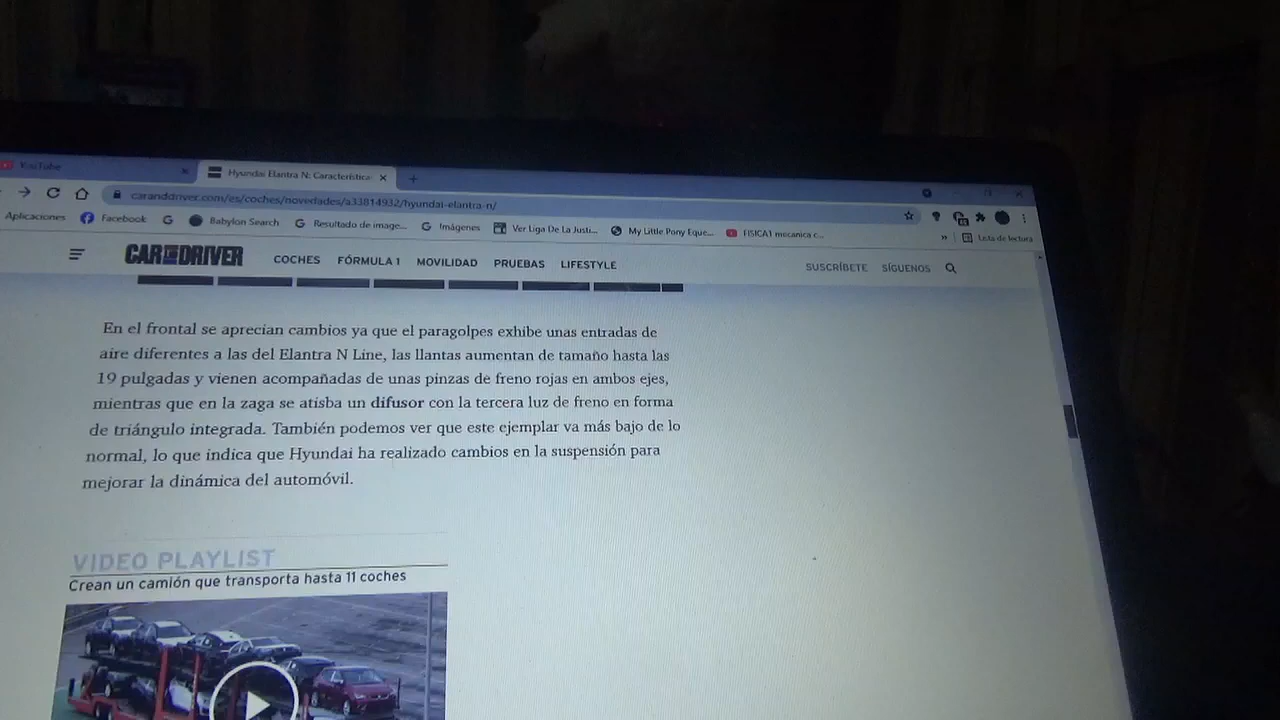 YouTube
Hyundai Elantra N: Característica
caranddriver.com/es/coches/novedades/a33814932/hyundai-elantra-n/
Aplicaciones Facebook Babylon Search Resultado de image... Imágenes Ver Liga De La Justi... My Little Pony Eque... FISICA1 mecanica c...
» Lista de lectura
CAR AND DRIVER COCHES FÓRMULA 1 MOVILIDAD PRUEBAS LIFESTYLE SUSCRÍBETE SÍGUENOS
En el frontal se aprecian cambios ya que el paragolpes exhibe unas entradas de
aire diferentes a las del Elantra N Line, las llantas aumentan de tamaño hasta las
19 pulgadas y vienen acompañadas de unas pinzas de freno rojas en ambos ejes,
mientras que en la zaga se atisba un difusor con la tercera luz de freno en forma
de triángulo integrada. También podemos ver que este ejemplar va más bajo de lo
normal, lo que indica que Hyundai ha realizado cambios en la suspensión para
mejorar la dinámica del automóvil.
VIDEO PLAYLIST
Crean un camión que transporta hasta 11 coches